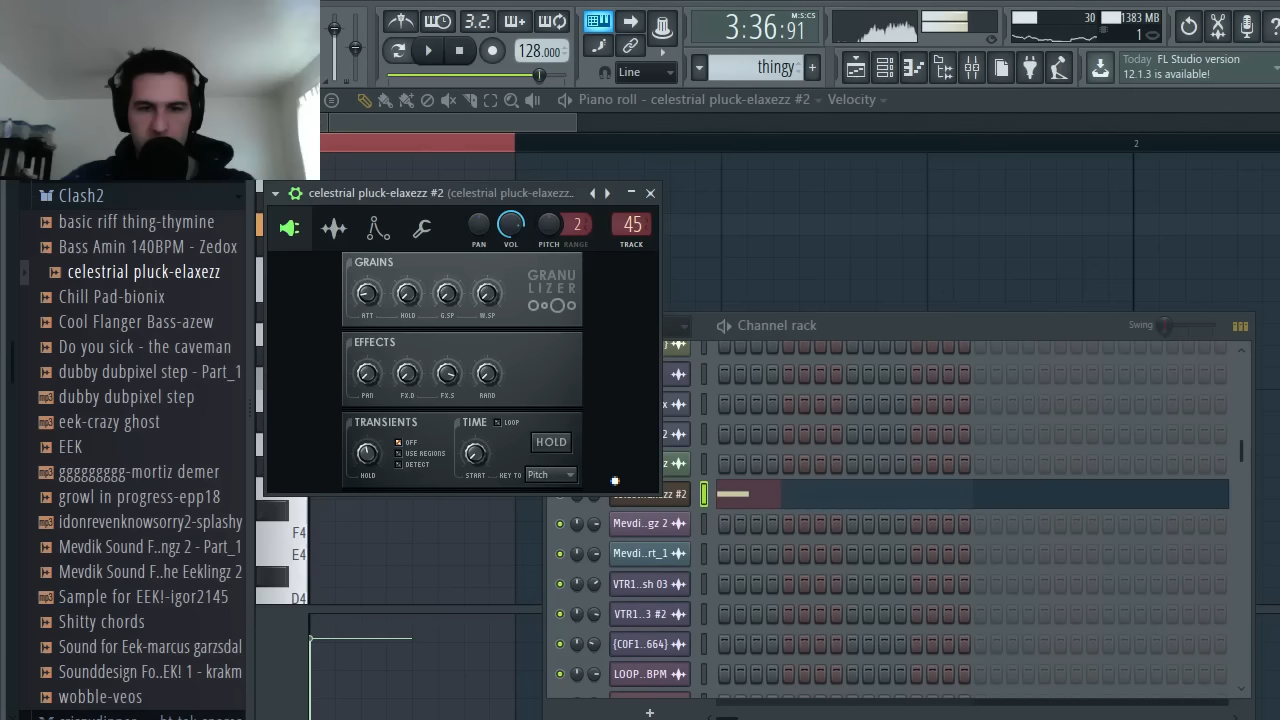 3.2
30
1383 MB
1
128.000
3:36:91
M:S:CS
Line
thingy
Today FL Studio version
12.1.3 is available!
Piano roll - celestrial pluck-elaxezz #2
Velocity
2
Clash2
basic riff thing-thymine
Bass Amin 140BPM - Zedox
celestrial pluck-elaxezz
Chill Pad-bionix
Cool Flanger Bass-azew
Do you sick - the caveman
dubby dubpixel step - Part_1
dubby dubpixel step
eek-crazy ghost
EEK
ggggggggg-mortiz demer
growl in progress-epp18
idonrevenknowsorry2-splashy
Mevdik Sound F..ngz 2 - Part_1
Mevdik Sound F..he Eeklingz 2
Sample for EEK!-igor2145
Shitty chords
Sound for Eek-marcus garzsdal
Sounddesign Fo..EK! 1 - krakm
wobble-veos
celestrial pluck-elaxezz #2 (celestrial pluck-elaxezz..
PAN
VOL
PITCH
RANGE
2
45
TRACK
GRAINS
ATT
HOLD
G.SP
W.SP
GRANU
LIZER
EFFECTS
PAN
FX.D
FX.S
RAND
TRANSIENTS
HOLD
OFF
USE REGIONS
DETECT
TIME
LOOP
START
HOLD
KEY TO
Pitch
F4
E4
D4
Channel rack
Swing
Mevdi..gz 2
Mevdi..rt_1
VTR1..sh 03
VTR1..3 #2
{C0F1..664}
LOOP..BPM